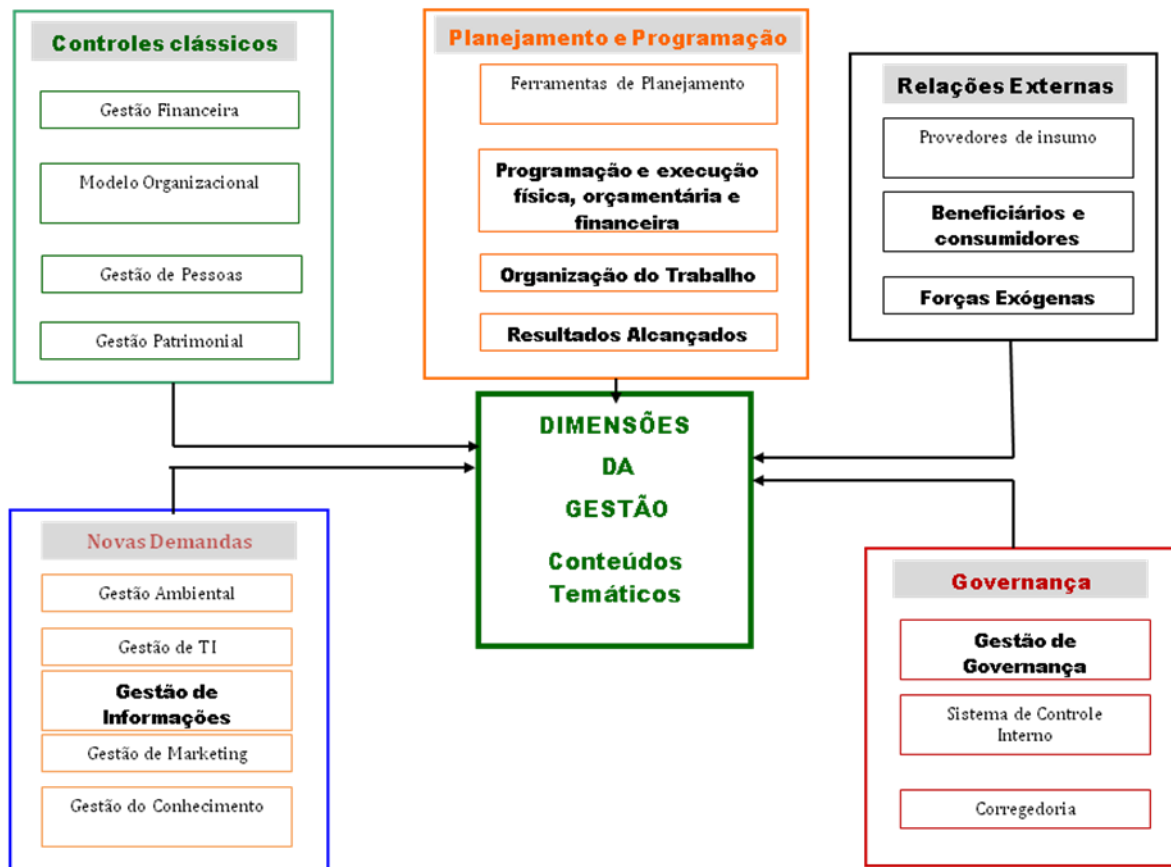 Controles clássicos
Gestão Financeira
Modelo Organizacional
Gestão de Pessoas
Gestão Patrimonial
Planejamento e Programação
Ferramentas de Planejamento
Programação e execução
física, orçamentária e
financeira
Organização do Trabalho
Resultados Alcançados
Relações Externas
Provedores de insumo
Beneficiários e
consumidores
Forças Exógenas
DIMENSÕES
DA
GESTÃO
Conteúdos
Temáticos
Novas Demandas
Gestão Ambiental
Gestão de TI
Gestão de
Informações
Gestão de Marketing
Gestão do Conhecimento
Governança
Gestão de
Governança
Sistema de Controle
Interno
Corregedoria